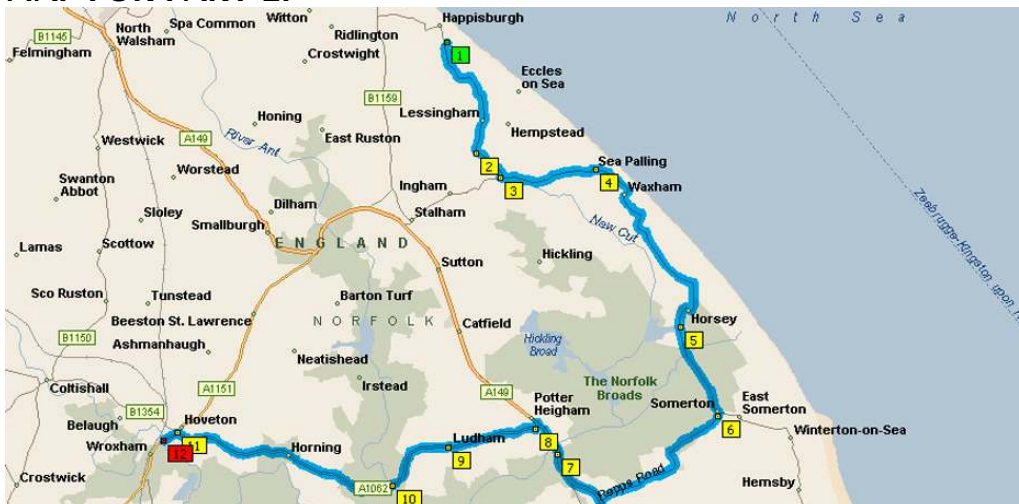 Happisburgh
North Sea
Witton
Spa Common
Ridlington
B1145
North
Walsham
Crostwight
Felmingham
1
Eccles
on Sea
B1159
Lessingham
Honing
Hempstead
East Ruston
River Ant
A149
Westwick
Worstead
2
Sea Palling
3
4
Swanton
Abbot
Ingham
Waxham
Dilham
Stalham
Sloley
Smallburgh
New Cut
Lamas
Scottow
ENGLAND
Hickling
Sutton
Sco Ruston
Tunstead
Barton Turf
Horsey
Beeston St. Lawrence
NORFOLK
Catfield
B1150
Hickling
Broad
5
Ashmanhaugh
Neatishead
Irstead
The Norfolk
Broads
Coltishall
A1151
A149
Potter
Heigham
B1354
Somerton
East
Somerton
Belaugh
Hoveton
6
Wroxham
11
Ludham
8
Winterton-on-Sea
12
Horning
9
7
Crostwick
Repps Road
Hemsby
A1062
10